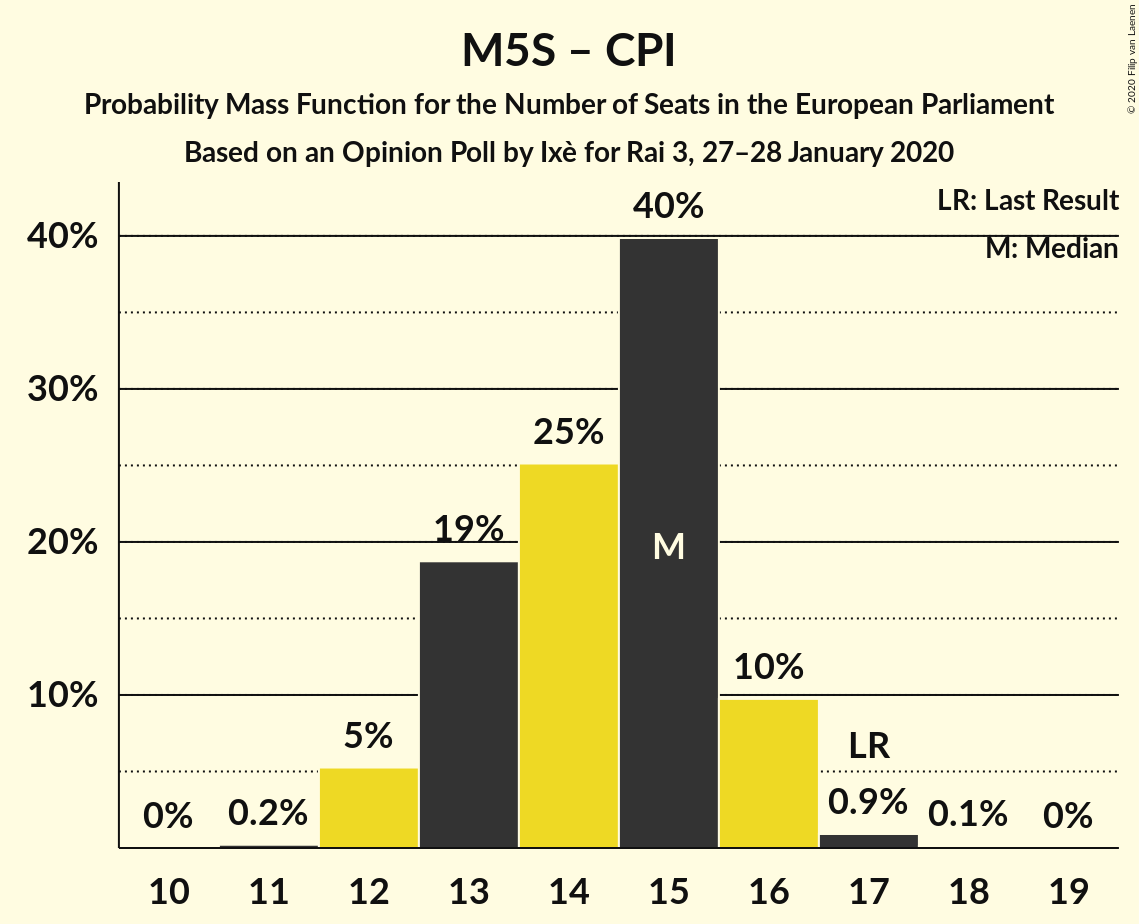 M5S – CPI
Probability Mass Function for the Number of Seats in the European Parliament
Based on an Opinion Poll by Ixè for Rai 3, 27–28 January 2020
© 2020 Filip van Laenen
LR: Last Result
M: Median
40%
30%
20%
10%
0%
0.2%
5%
19%
25%
40%
M
10%
LR
0.9%
0.1%
0%
10 11 12 13 14 15 16 17 18 19